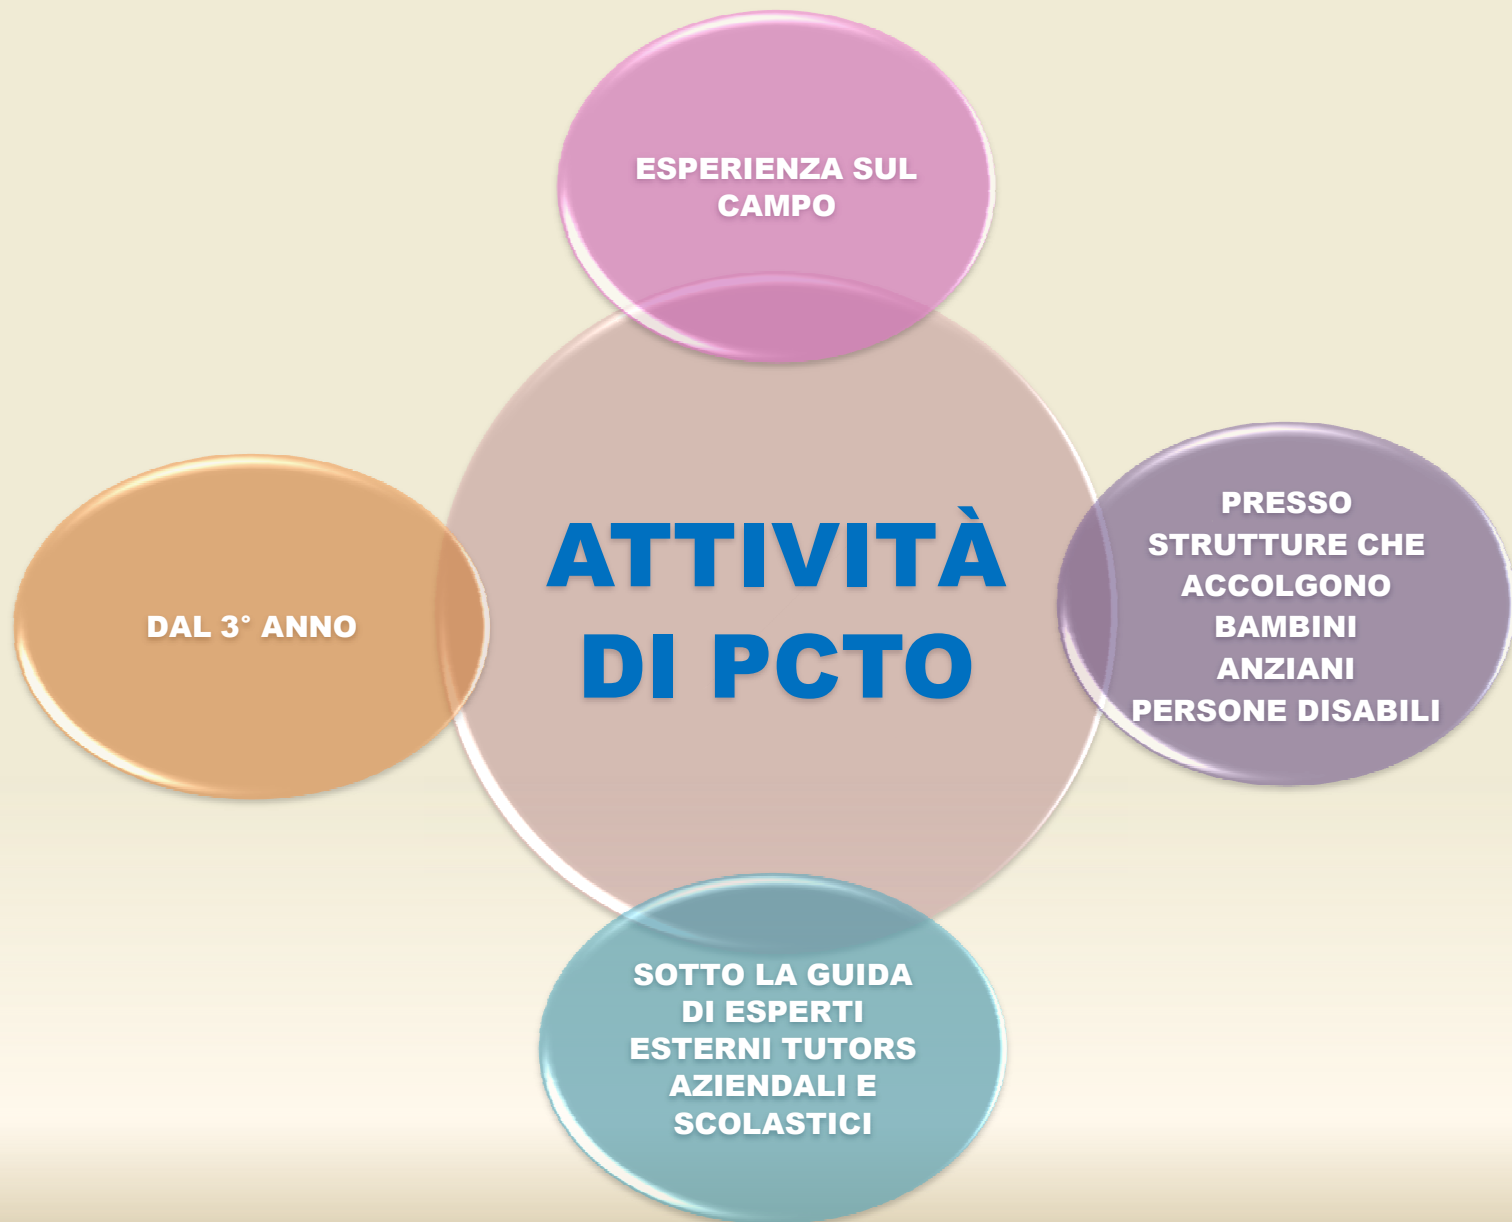 ESPERIENZA SUL
CAMPO
ATTIVITÀ
DI PCTO
PRESSO
STRUTTURE CHE
ACCOLGONO
BAMBINI
ANZIANI
PERSONE DISABILI
DAL 3° ANNO
SOTTO LA GUIDA
DI ESPERTI
ESTERNI TUTORS
AZIENDALI E
SCOLASTICI